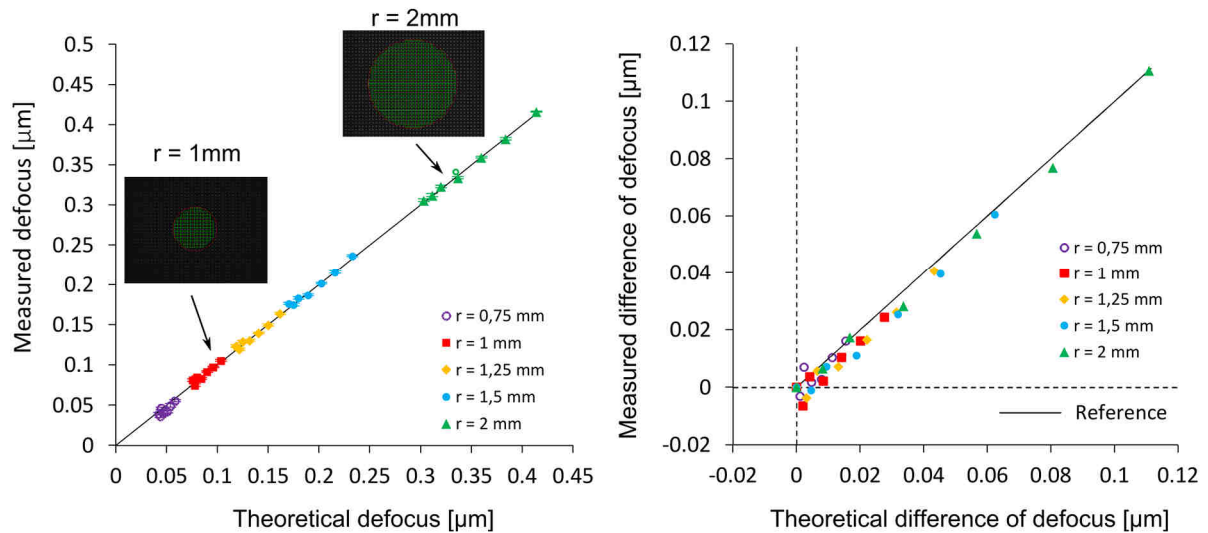 r = 2mm
r = 1mm
Measured defocus [µm]
0.5
0.45
0.4
0.35
0.3
0.25
0.2
0.15
0.1
0.05
0
0 0.05 0.1 0.15 0.2 0.25 0.3 0.35 0.4 0.45
Theoretical defocus [µm]
r = 0,75 mm
r = 1 mm
r = 1,25 mm
r = 1,5 mm
r = 2 mm
Measured difference of defocus [µm]
0.12
0.1
0.08
0.06
0.04
0.02
0
-0.02
-0.02 0 0.02 0.04 0.06 0.08 0.1 0.12
Theoretical difference of defocus [µm]
r = 0,75 mm
r = 1 mm
r = 1,25 mm
r = 1,5 mm
r = 2 mm
Reference